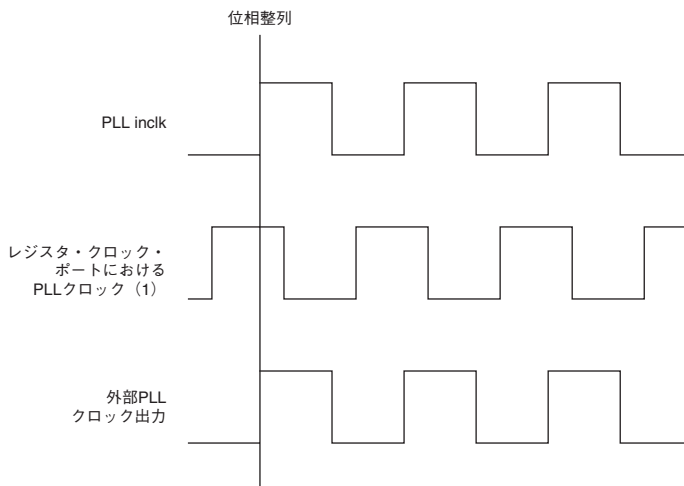 位相整列
PLL inclk
レジスタ・クロック・
ポートにおける
PLLクロック（1）
外部PLL
クロック出力